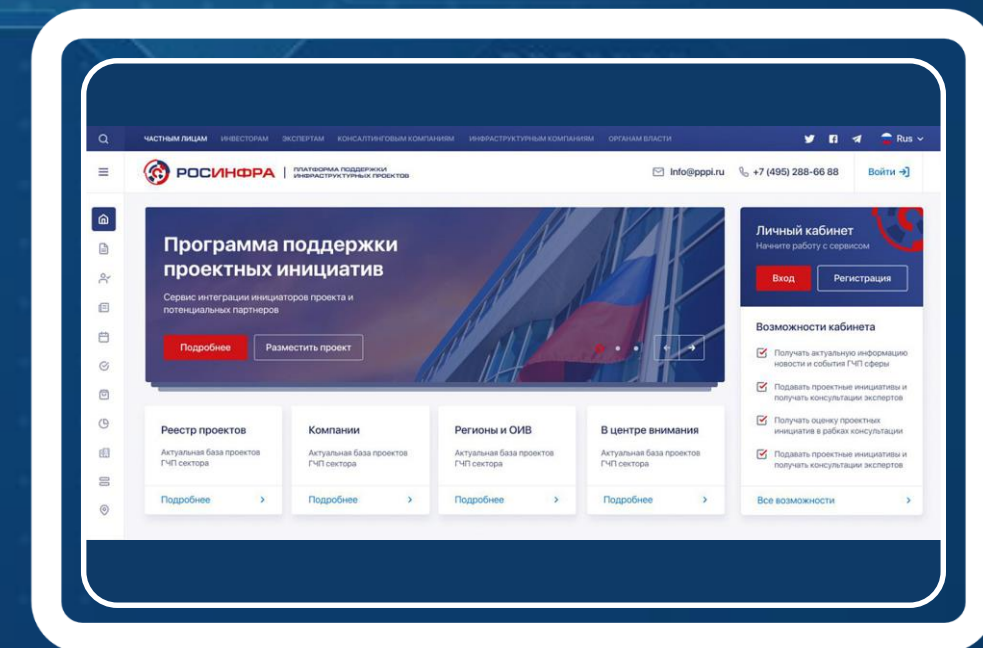 ЧАСТНЫМ ЛИЦАМ ИНВЕСТОРАМ ЭКСПЕРТАМ КОНСАЛТИНГОВЫМ КОМПАНИЯМ ИНФРАСТРУКТУРНЫМ КОМПАНИЯМ ОРГАНАМ ВЛАСТИ Rus
РОСИНФРА ПЛАТФОРМА ПОДДЕРЖКИ
ИНФРАСТРУКТУРНЫХ ПРОЕКТОВ
Info@pppi.ru +7 (495) 288-66 88 Войти
Программа поддержки
проектных инициатив
Сервис интеграции инициаторов проекта и
потенциальных партнеров
Подробнее Разместить проект
Личный кабинет
Начните работу с сервисом
Вход Регистрация
Возможности кабинета
Получать актуальную информацию
новости и события ГЧП сферы
Подавать проектные инициативы и
получать консультации экспертов
Получать оценку проектных
инициатив в рабках консультации
Подавать проектные инициативы и
получать консультации экспертов
Все возможности
Реестр проектов
Актуальная база проектов
ГЧП сектора
Подробнее
Компании
Актуальная база проектов
ГЧП сектора
Подробнее
Регионы и ОИВ
Актуальная база проектов
ГЧП сектора
Подробнее
В центре внимания
Актуальная база проектов
ГЧП сектора
Подробнее